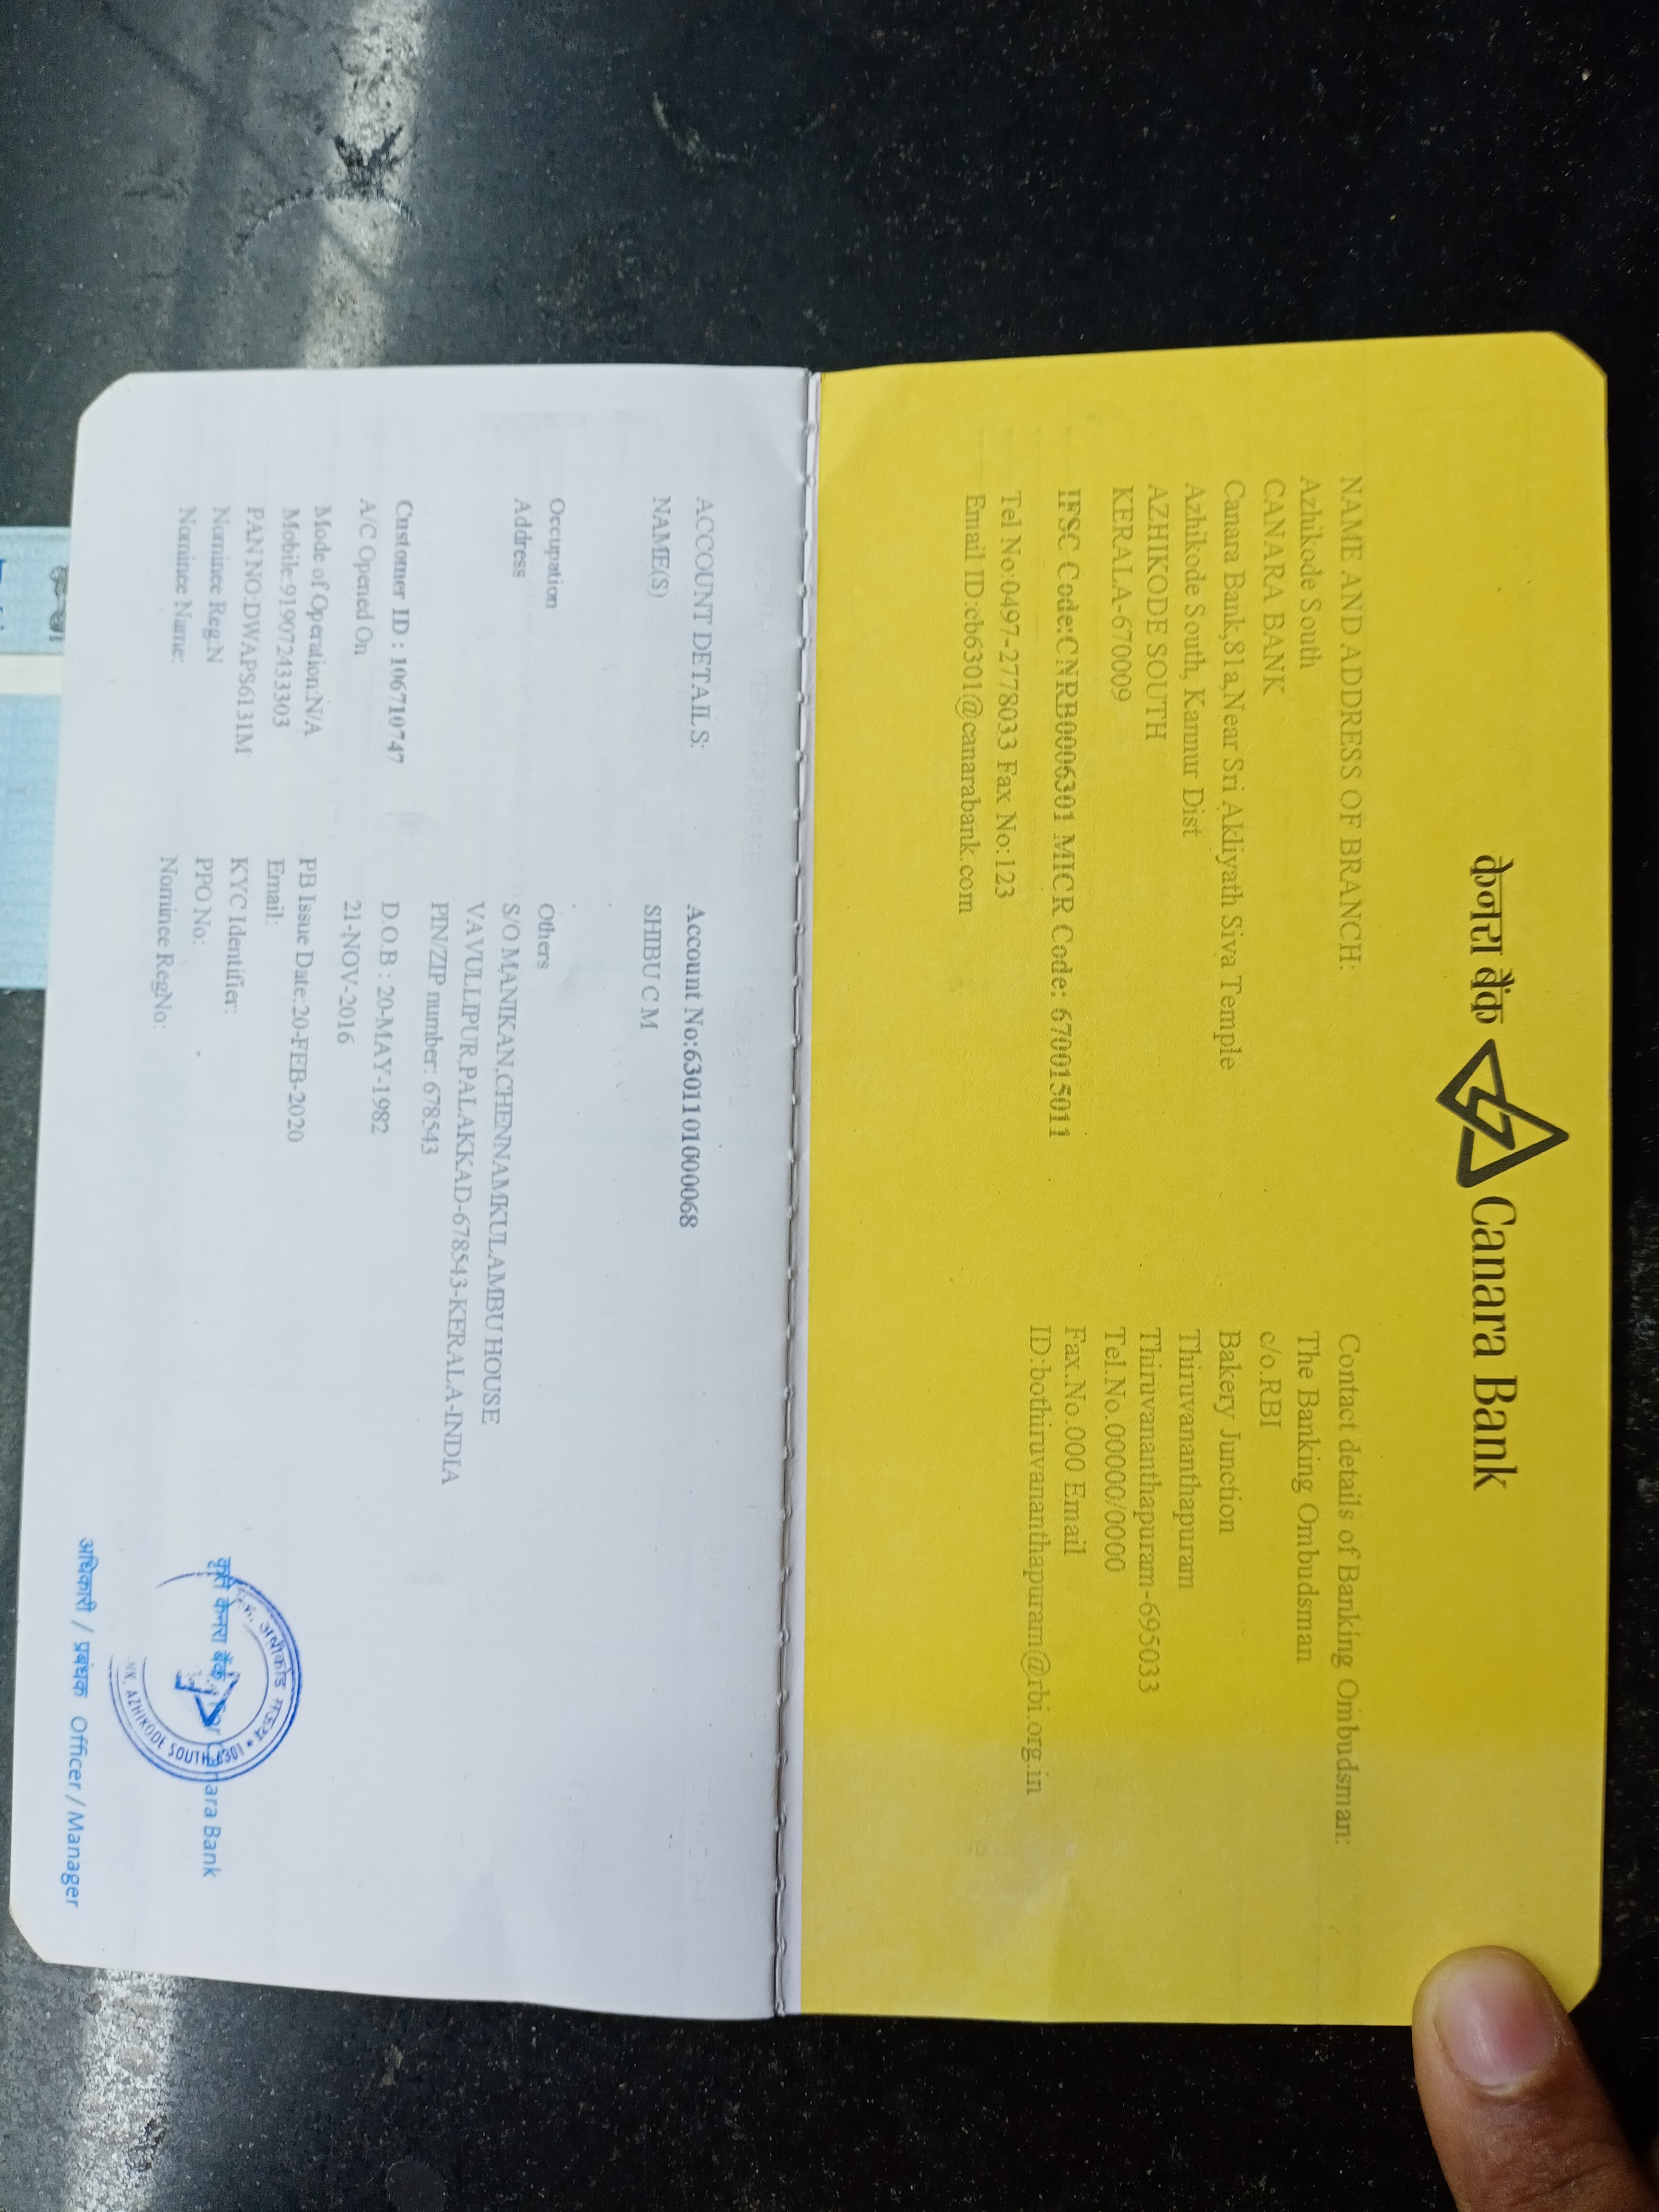 केनरा बैंक Canara Bank
NAME AND ADDRESS OF BRANCH:
Azhikode South
CANARA BANK
Canara Bank,81a,Near Sri Akliyath Siva Temple
Azhikode South, Kannur Dist
AZHIKODE SOUTH
KERALA-670009
IFSC Code:CNRB0006301 MICR Code: 670015011
Tel No:0497-2778033 Fax No:123
Email ID:cb6301@canarabank.com
Contact details of Banking Ombudsman:
The Banking Ombudsman
c/o.RBI
Bakery Junction
Thiruvananthapuram
Thiruvananthapuram-695033
Tel.No.00000/0000
Fax.No.000 Email
ID:bothiruvananthapuram@rbi.org.in
ACCOUNT DETAILS: Account No:6301101000068
NAME(S) SHIBU C M
Occupation Others
Address S/O MANIKAN,CHENNAMKULAMBU HOUSE
VAVULLIPUR,PALAKKAD-678543-KERALA-INDIA
PIN/ZIP number: 678543
Customer ID : 106710747 D.O.B : 20-MAY-1982
A/C Opened On 21-NOV-2016
Mode of Operation:N/A PB Issue Date:20-FEB-2020
Mobile:919072433303 Email:
PAN NO:DWAPS6131M KYC Identifier:
Nominee Reg:N PPO No:
Nominee Name: Nominee RegNo:
कृते केनरा बैंक For Canara Bank
AZHIKODE SOUTH 6301
अधिकारी / प्रबंधक Officer / Manager